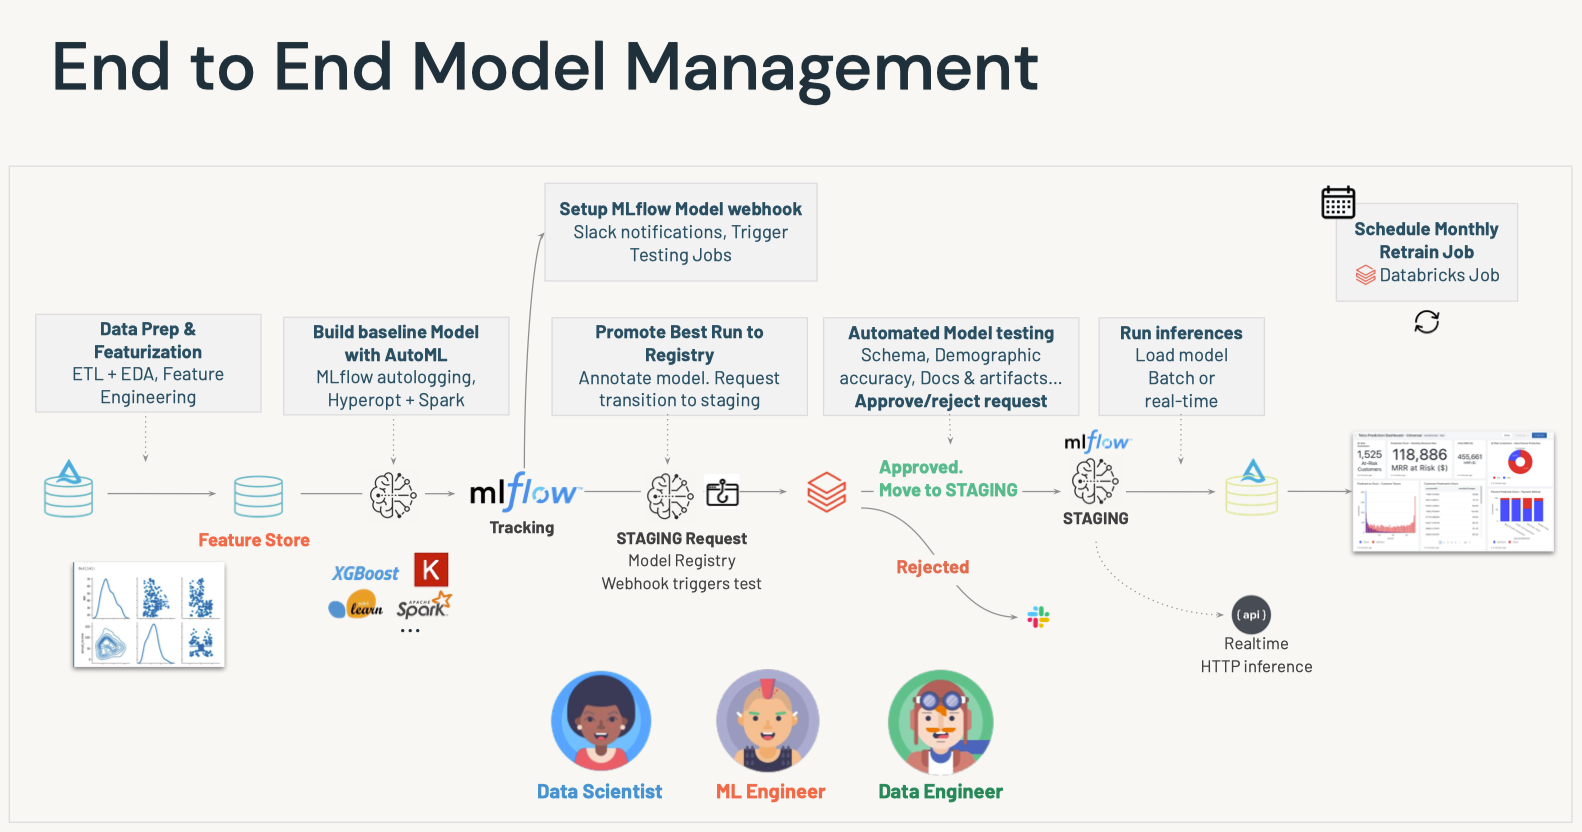 End to End Model Management
Setup MLflow Model webhook
Slack notifications, Trigger
Testing Jobs
Schedule Monthly
Retrain Job
Databricks Job
Data Prep &
Featurization
ETL + EDA, Feature
Engineering
Build baseline Model
with AutoML
MLflow autologging,
Hyperopt + Spark
Promote Best Run to
Registry
Annotate model. Request
transition to staging
Automated Model testing
Schema, Demographic
accuracy, Docs & artifacts...
Approve/reject request
Run inferences
Load model
Batch or
real-time
Feature Store
XGBoost
K
learn
APACHE
Spark
...
mlflow
Tracking
STAGING Request
Model Registry
Webhook triggers test
Approved.
Move to STAGING
Rejected
mlflow
STAGING
{api}
Realtime
HTTP inference
1,525
At-Risk
Customers
118,886
MRR at Risk ($)
455,661
Data Scientist
ML Engineer
Data Engineer